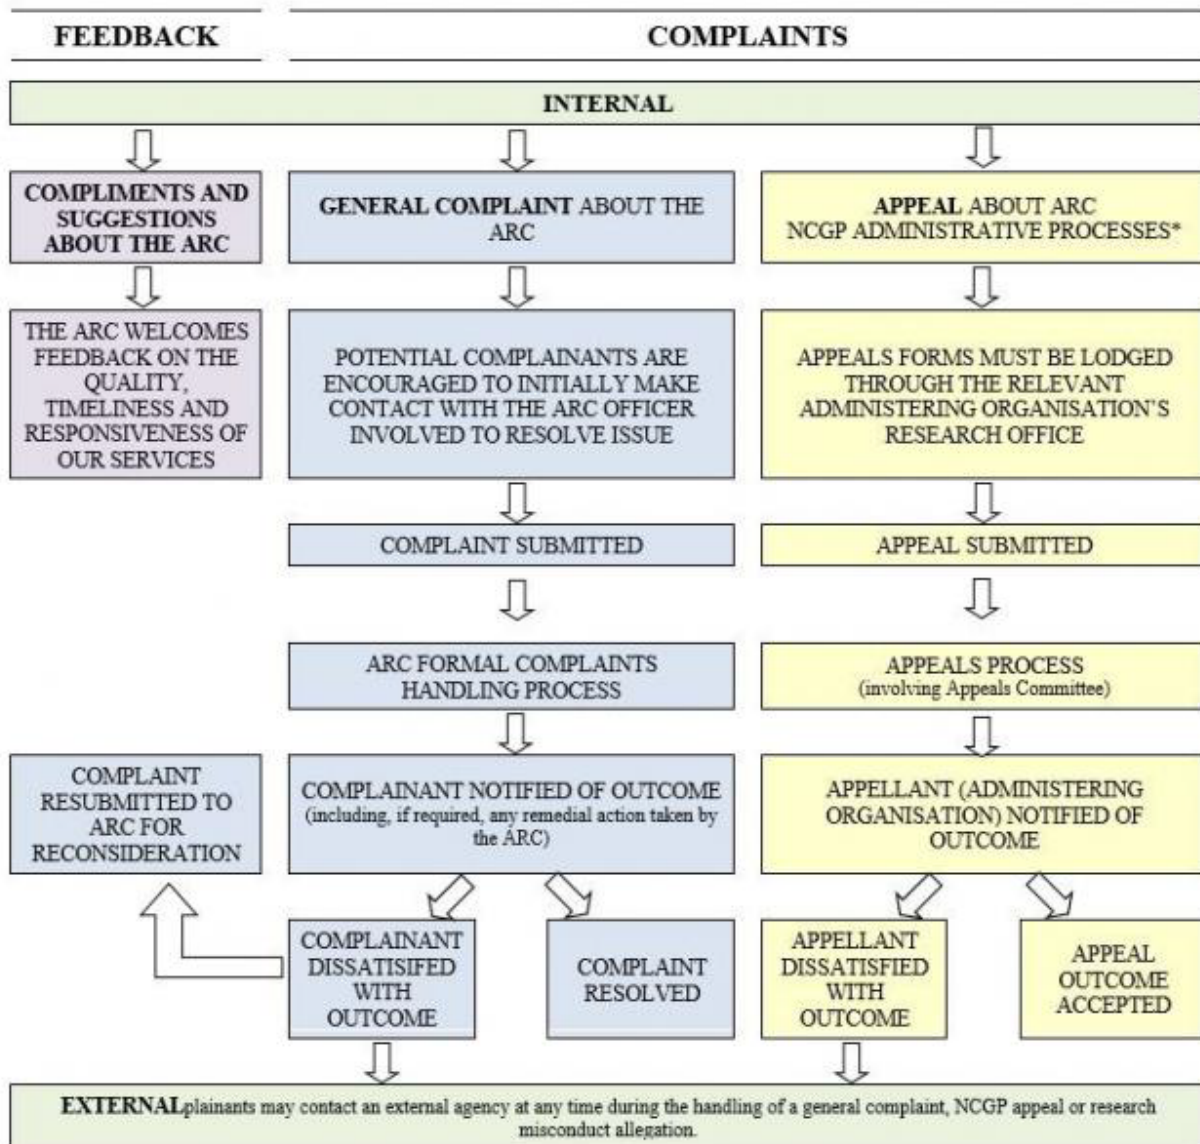 FEEDBACK
COMPLAINTS
INTERNAL
COMPLIMENTS AND
SUGGESTIONS
ABOUT THE ARC
GENERAL COMPLAINT ABOUT THE
ARC
APPEAL ABOUT ARC
NCGP ADMINISTRATIVE PROCESSES*
THE ARC WELCOMES
FEEDBACK ON THE
QUALITY,
TIMELINESS AND
RESPONSIVENESS OF
OUR SERVICES
POTENTIAL COMPLAINANTS ARE
ENCOURAGED TO INITIALLY MAKE
CONTACT WITH THE ARC OFFICER
INVOLVED TO RESOLVE ISSUE
APPEALS FORMS MUST BE LODGED
THROUGH THE RELEVANT
ADMINISTERING ORGANISATION'S
RESEARCH OFFICE
COMPLAINT SUBMITTED
APPEAL SUBMITTED
ARC FORMAL COMPLAINTS
HANDLING PROCESS
APPEALS PROCESS
(involving Appeals Committee)
COMPLAINT
RESUBMITTED TO
ARC FOR
RECONSIDERATION
COMPLAINANT NOTIFIED OF OUTCOME
(including, if required, any remedial action taken by
the ARC)
APPELLANT (ADMINISTERING
ORGANISATION) NOTIFIED OF
OUTCOME
COMPLAINANT
DISSATISIFED
WITH
OUTCOME
COMPLAINT
RESOLVED
APPELLANT
DISSATISFIED
WITH
OUTCOME
APPEAL
OUTCOME
ACCEPTED
EXTERNALplainants may contact an external agency at any time during the handling of a general complaint, NCGP appeal or research
misconduct allegation.